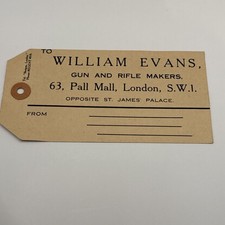 TO
WILLIAM EVANS,
GUN AND RIFLE MAKERS,
63, Pall Mall, London, S.W.1.
OPPOSITE ST. JAMES' PALACE.
FROM